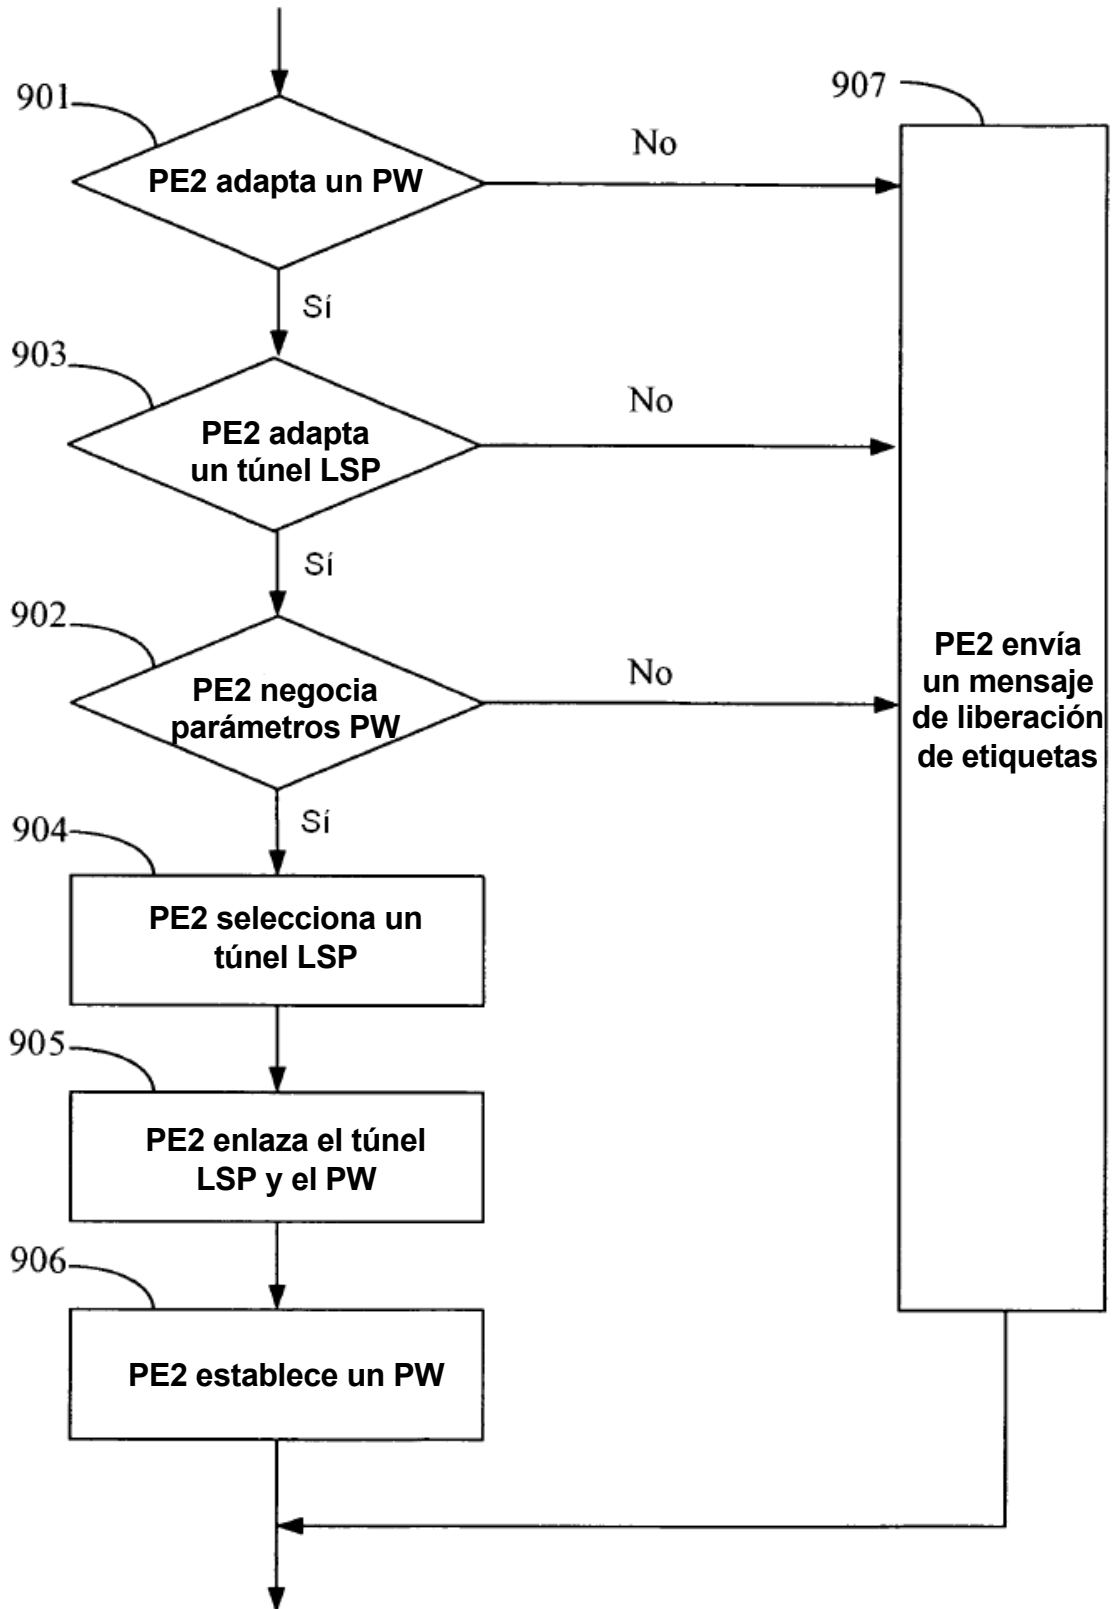 901
PE2 adapta un PW
No
907
Sí
903
PE2 adapta
un túnel LSP
No
Sí
902
PE2 negocia
parámetros PW
No
PE2 envía
un mensaje
de liberación
de etiquetas
Sí
904
PE2 selecciona un
túnel LSP
905
PE2 enlaza el túnel
LSP y el PW
906
PE2 establece un PW